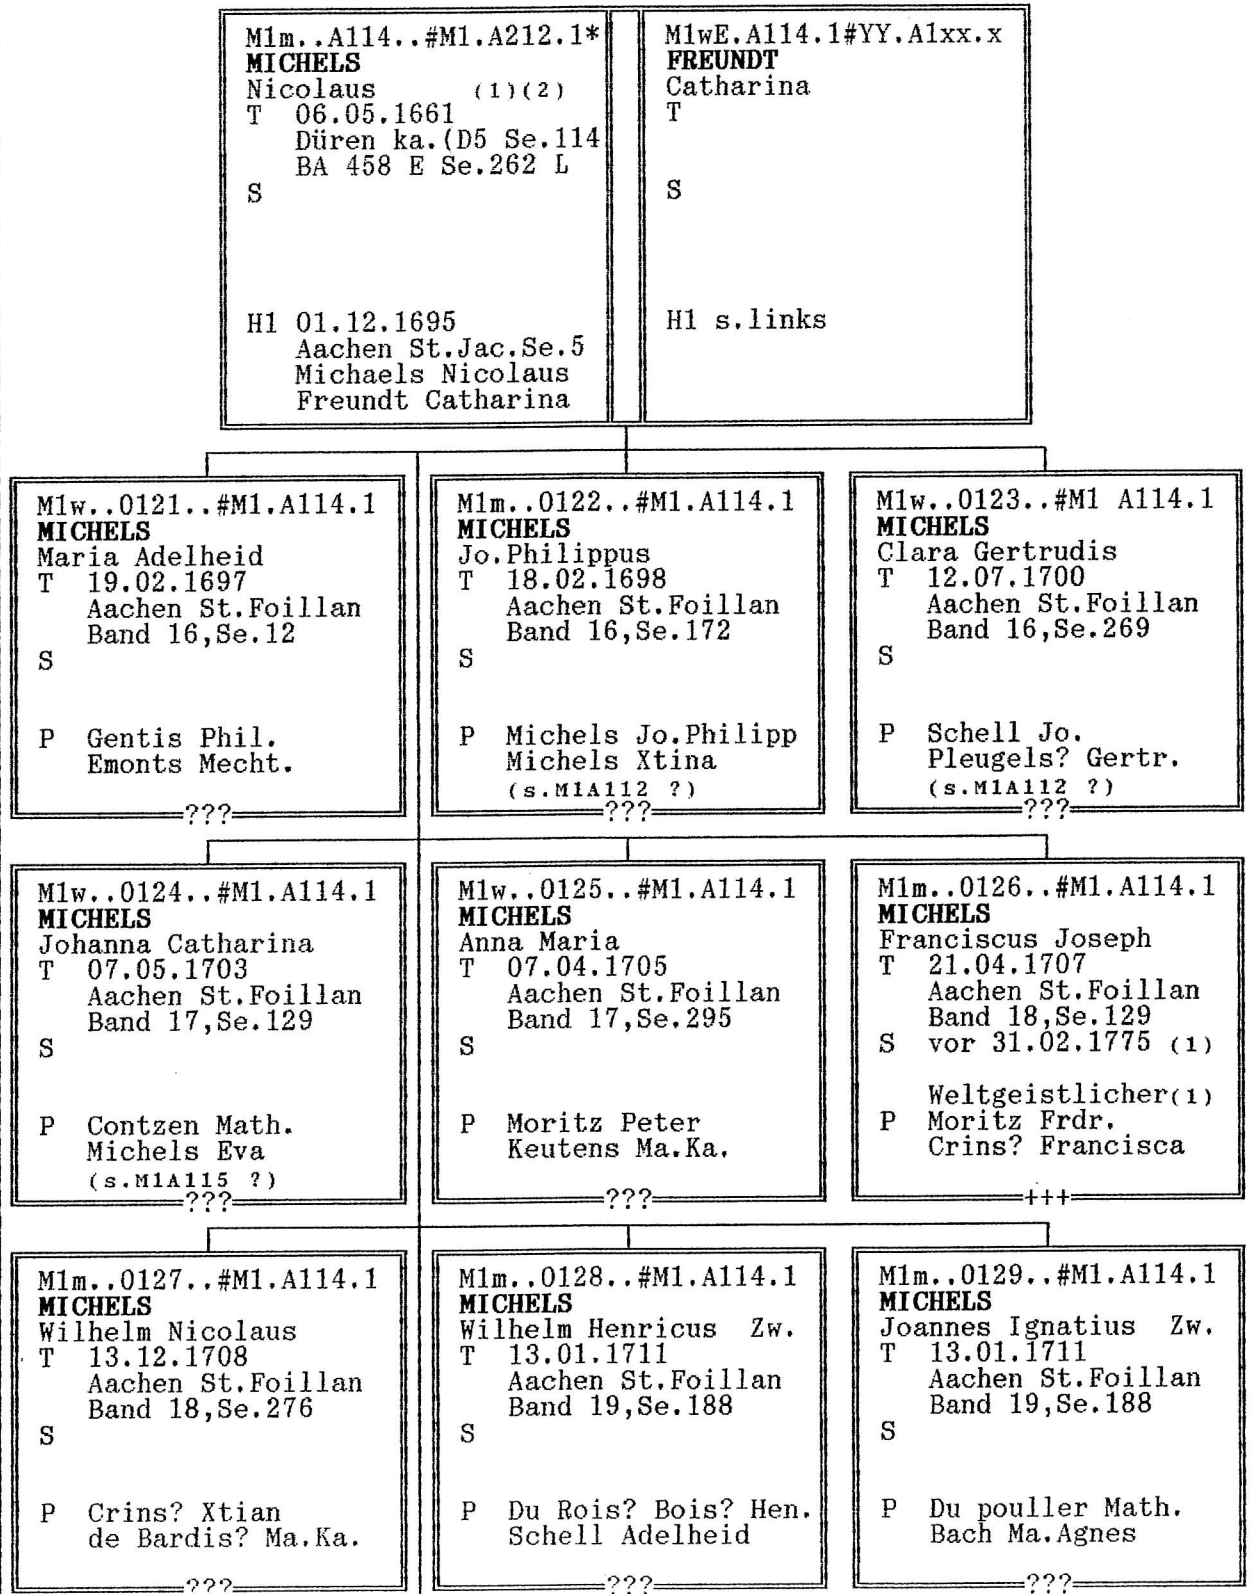 M1m..A114..#M1.A212.1*
MICHELS
Nicolaus (1)(2)
T 06.05.1661
Düren ka.(D5 Se.114
BA 458 E Se.262 L
S
H1 01.12.1695
Aachen St.Jac.Se.5
Michaels Nicolaus
Freundt Catharina
M1wE.A114.1#YY.A1xx.x
FREUNDT
Catharina
T
S
H1 s.links
M1w..0121..#M1.A114.1
MICHELS
Maria Adelheid
T 19.02.1697
Aachen St.Foillan
Band 16,Se.12
S
P Gentis Phil.
Emonts Mecht.
???
M1m..0122..#M1.A114.1
MICHELS
Jo.Philippus
T 18.02.1698
Aachen St.Foillan
Band 16,Se.172
S
P Michels Jo.Philipp
Michels Xtina
(s.M1A112 ?)
???
M1w..0123..#M1 A114.1
MICHELS
Clara Gertrudis
T 12.07.1700
Aachen St.Foillan
Band 16,Se.269
S
P Schell Jo.
Pleugels? Gertr.
(s.M1A112 ?)
???
M1w..0124..#M1.A114.1
MICHELS
Johanna Catharina
T 07.05.1703
Aachen St.Foillan
Band 17,Se.129
S
P Contzen Math.
Michels Eva
(s.M1A115 ?)
???
M1w..0125..#M1.A114.1
MICHELS
Anna Maria
T 07.04.1705
Aachen St.Foillan
Band 17,Se.295
S
P Moritz Peter
Keutens Ma.Ka.
???
M1m..0126..#M1.A114.1
MICHELS
Franciscus Joseph
T 21.04.1707
Aachen St.Foillan
Band 18,Se.129
S vor 31.02.1775 (1)
Weltgeistlicher(1)
P Moritz Frdr.
Crins? Francisca
+++
M1m..0127..#M1.A114.1
MICHELS
Wilhelm Nicolaus
T 13.12.1708
Aachen St.Foillan
Band 18,Se.276
S
P Crins? Xtian
de Bardis? Ma.Ka.
???
M1m..0128..#M1.A114.1
MICHELS
Wilhelm Henricus Zw.
T 13.01.1711
Aachen St.Foillan
Band 19,Se.188
S
P Du Rois? Bois? Hen.
Schell Adelheid
???
M1m..0129..#M1.A114.1
MICHELS
Joannes Ignatius Zw.
T 13.01.1711
Aachen St.Foillan
Band 19,Se.188
S
P Du pouller Math.
Bach Ma.Agnes
???